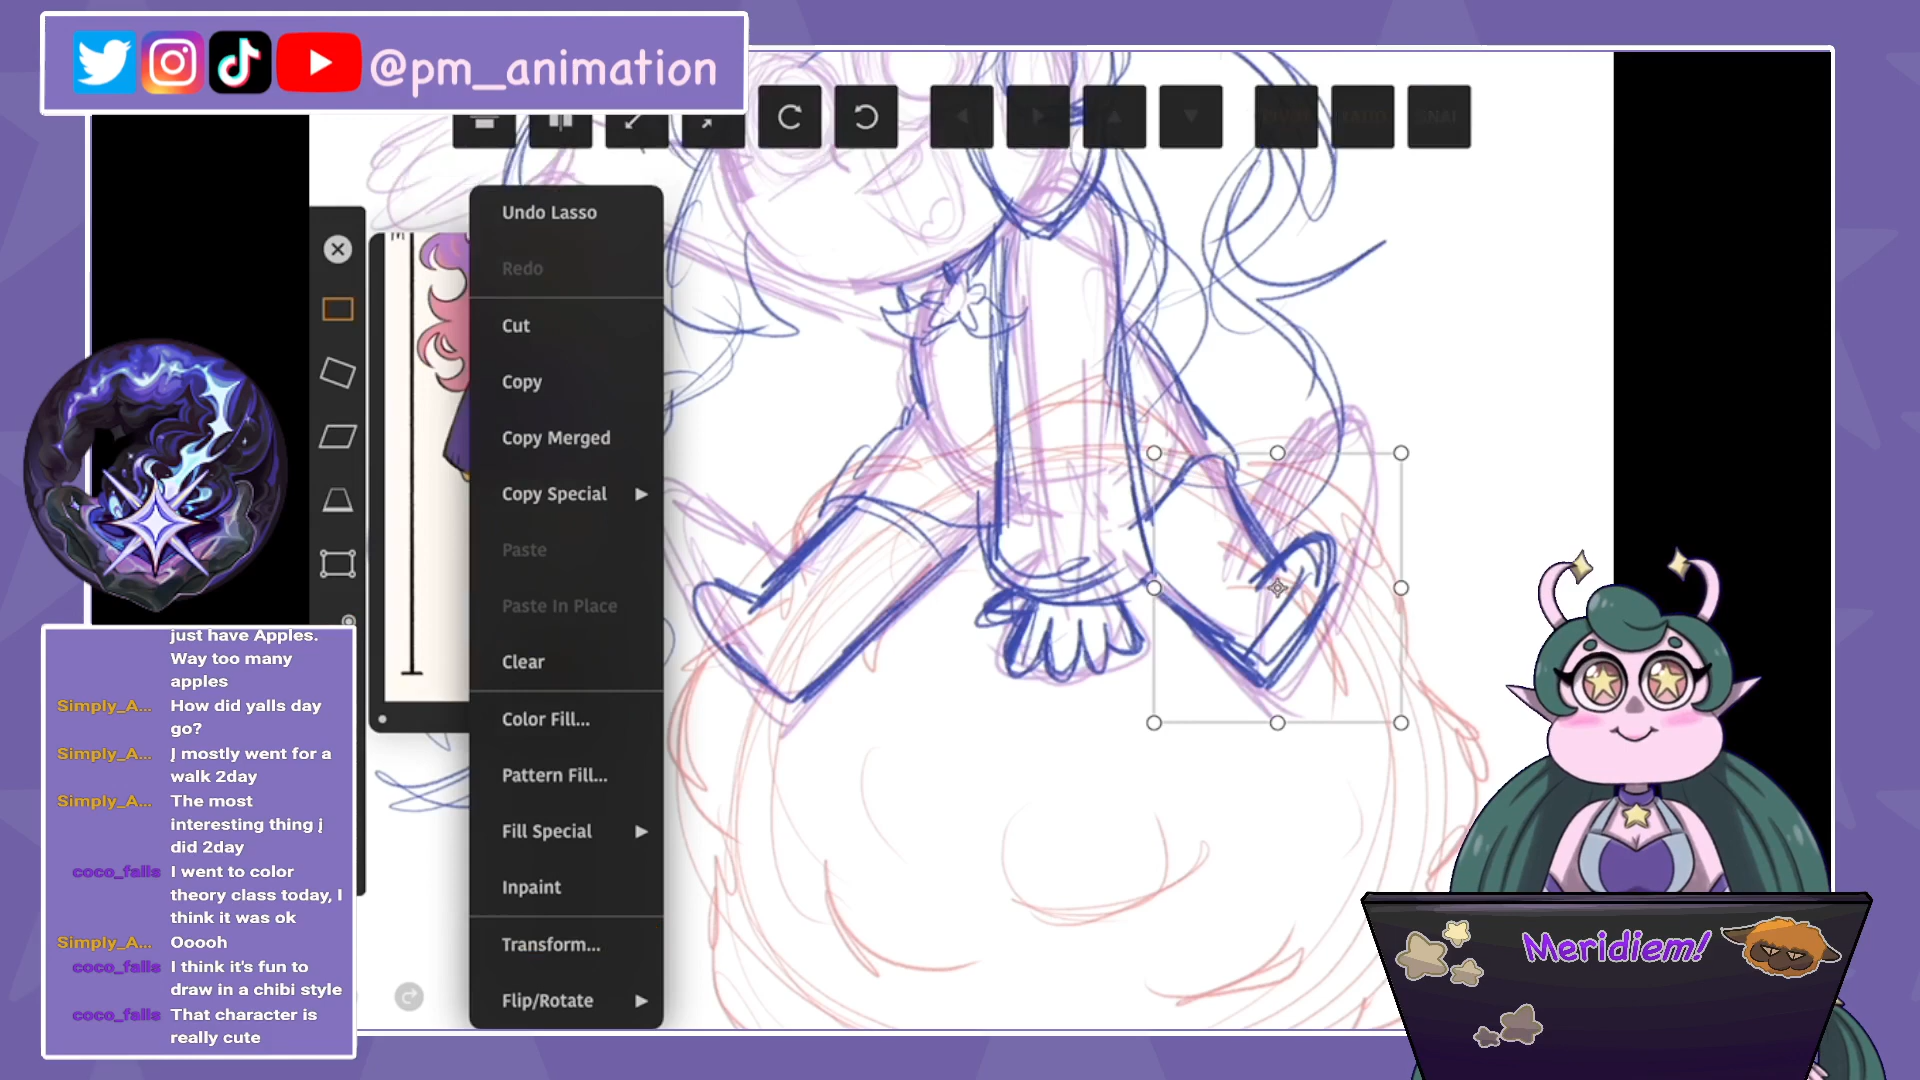 @pm_animation
Undo Lasso
Redo
Cut
Copy
Copy Merged
Copy Special
Paste
Paste In Place
Clear
Color Fill...
Pattern Fill...
Fill Special
Inpaint
Transform...
Flip/Rotate
just have Apples.
Way too many
apples
Simply_A... How did yalls day
go?
Simply_A... J mostly went for a
walk 2day
Simply_A... The most
interesting thing j
did 2day
coco_falls I went to color
theory class today, I
think it was ok
Simply_A... Ooooh
coco_falls I think it's fun to
draw in a chibi style
coco_falls That character is
really cute
Meridiem!